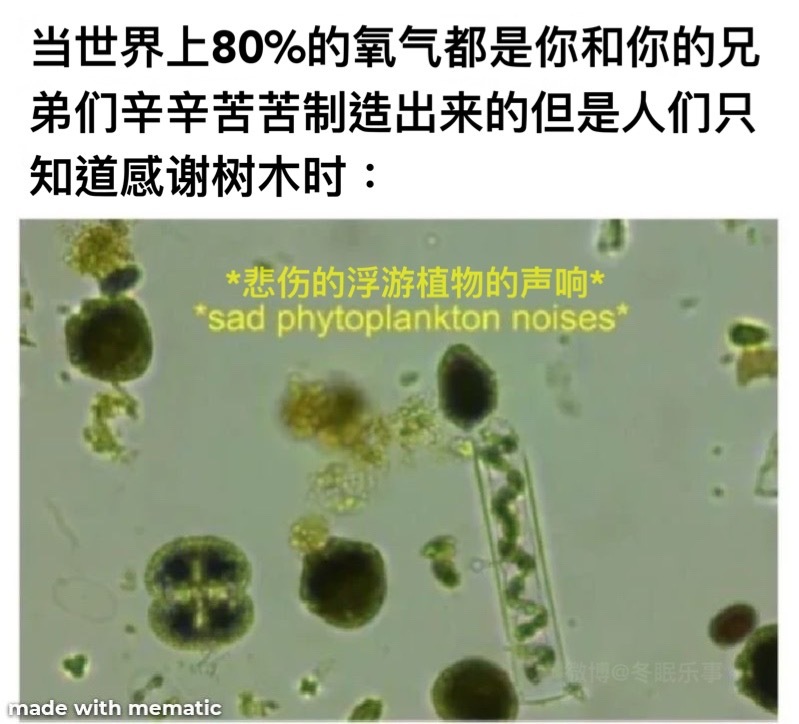 当世界上80%的氧气都是你和你的兄
弟们辛辛苦苦制造出来的但是人们只
知道感谢树木时：
*悲伤的浮游植物的声响*
*sad phytoplankton noises*
微博@冬眠乐事
made with mematic